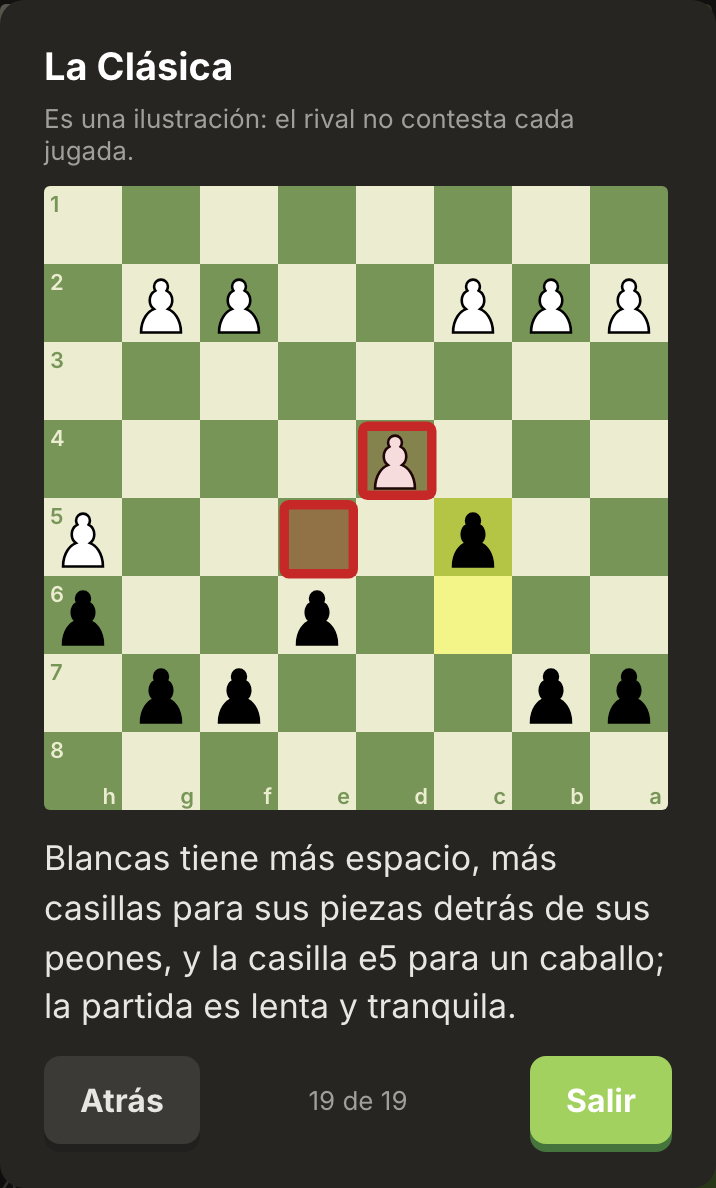 La Clásica
Es una ilustración: el rival no contesta cada
jugada.
1
2
3
4
5
6
7
8
h g f e d c b a
Blancas tiene más espacio, más
casillas para sus piezas detrás de sus
peones, y la casilla e5 para un caballo;
la partida es lenta y tranquila.
Atrás
19 de 19
Salir